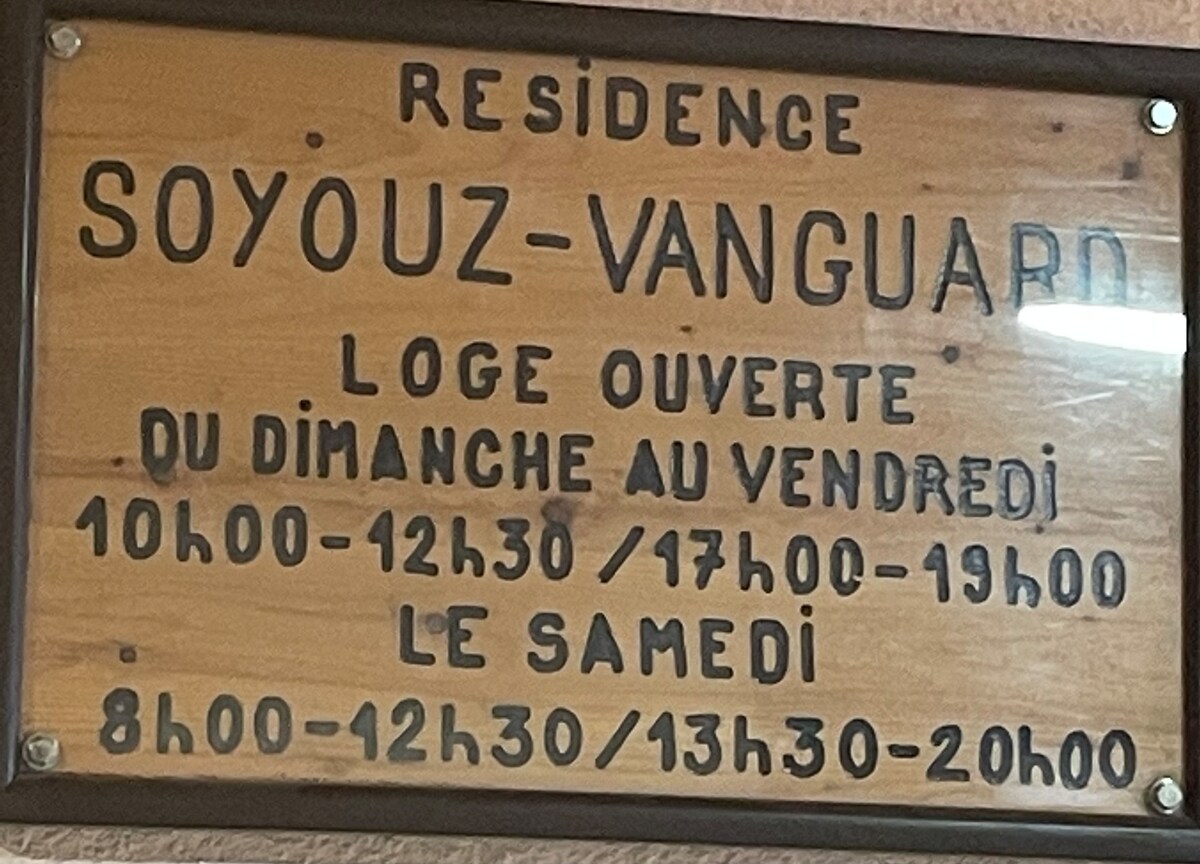 RESiDENCE
SOYOUZ-VANGUARD
LOGE OUVERTE
DU DiMANCHE AU VENDREDi
10h00-12h30/17h00-19h00
LE SAMEDi
8h00-12h30/13h30-20h00